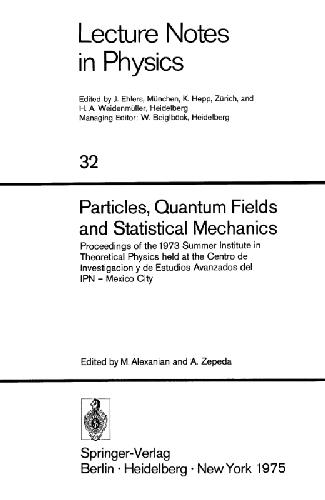 Lecture Notes
in Physics
Edited by J. Ehlers, München, K. Hepp, Zürich, and
H. A. Weidenmüller, Heidelberg
Managing Editor: W. Beiglböck, Heidelberg
32
Particles, Quantum Fields
and Statistical Mechanics
Proceedings of the 1973 Summer Institute in
Theoretical Physics held at the Centro de
Investigacion y de Estudios Avanzados del
IPN – Mexico City
Edited by M. Alexanian and A. Zepeda
Springer-Verlag
Berlin · Heidelberg · New York 1975